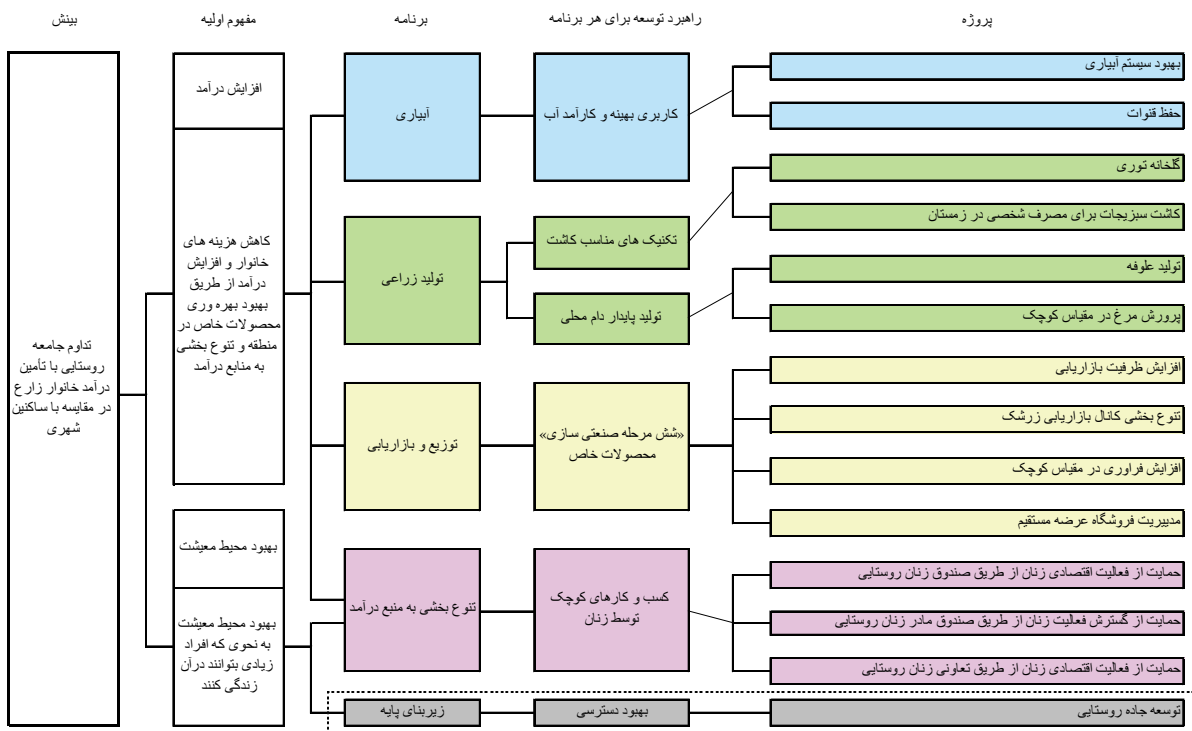 بینش
مفهوم اولیه
برنامه
راهبرد توسعه برای هر برنامه
پروژه
تداوم جامعه
روستایی با تأمین
درآمد خانوار زارع
در مقایسه با ساکنین
شهری
افزایش درآمد
کاهش هزینه های
خانوار و افزایش
درآمد از طریق
بهبود بهره وری
محصولات خاص در
منطقه و تنوع بخشی
به منابع درآمد
بهبود محیط معیشت
بهبود محیط معیشت
به نحوی که افراد
زیادی بتوانند درآن
زندگی کنند
آبیاری
کاربری بهینه و کارآمد آب
بهبود سیستم آبیاری
حفظ قنوات
تولید زراعی
تکنیک های مناسب کاشت
گلخانه توری
کاشت سبزیجات برای مصرف شخصی در زمستان
تولید پایدار دام محلی
تولید علوفه
پرورش مرغ در مقیاس کوچک
توزیع و بازاریابی
«شش مرحله صنعتی سازی»
محصولات خاص
افزایش ظرفیت بازاریابی
تنوع بخشی کانال بازاریابی زرشک
افزایش فراوری در مقیاس کوچک
مدیریت فروشگاه عرضه مستقیم
تنوع بخشی به منبع درآمد
کسب و کارهای کوچک
توسط زنان
حمایت از فعالیت اقتصادی زنان از طریق صندوق زنان روستایی
حمایت از گسترش فعالیت زنان از طریق صندوق مادر زنان روستایی
حمایت از فعالیت اقتصادی زنان از طریق تعاونی زنان روستایی
زیربنای پایه
بهبود دسترسی
توسعه جاده روستایی